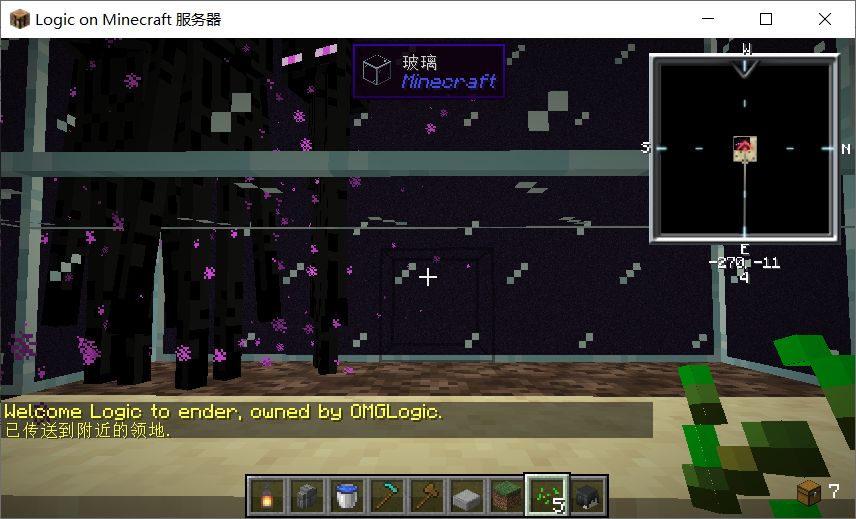 Logic on Minecraft 服务器
玻璃
Minecraft
W
S
N
E
-270, -11
4
Welcome Logic to ender, owned by OMGLogic.
已传送到附近的领地.
5
7